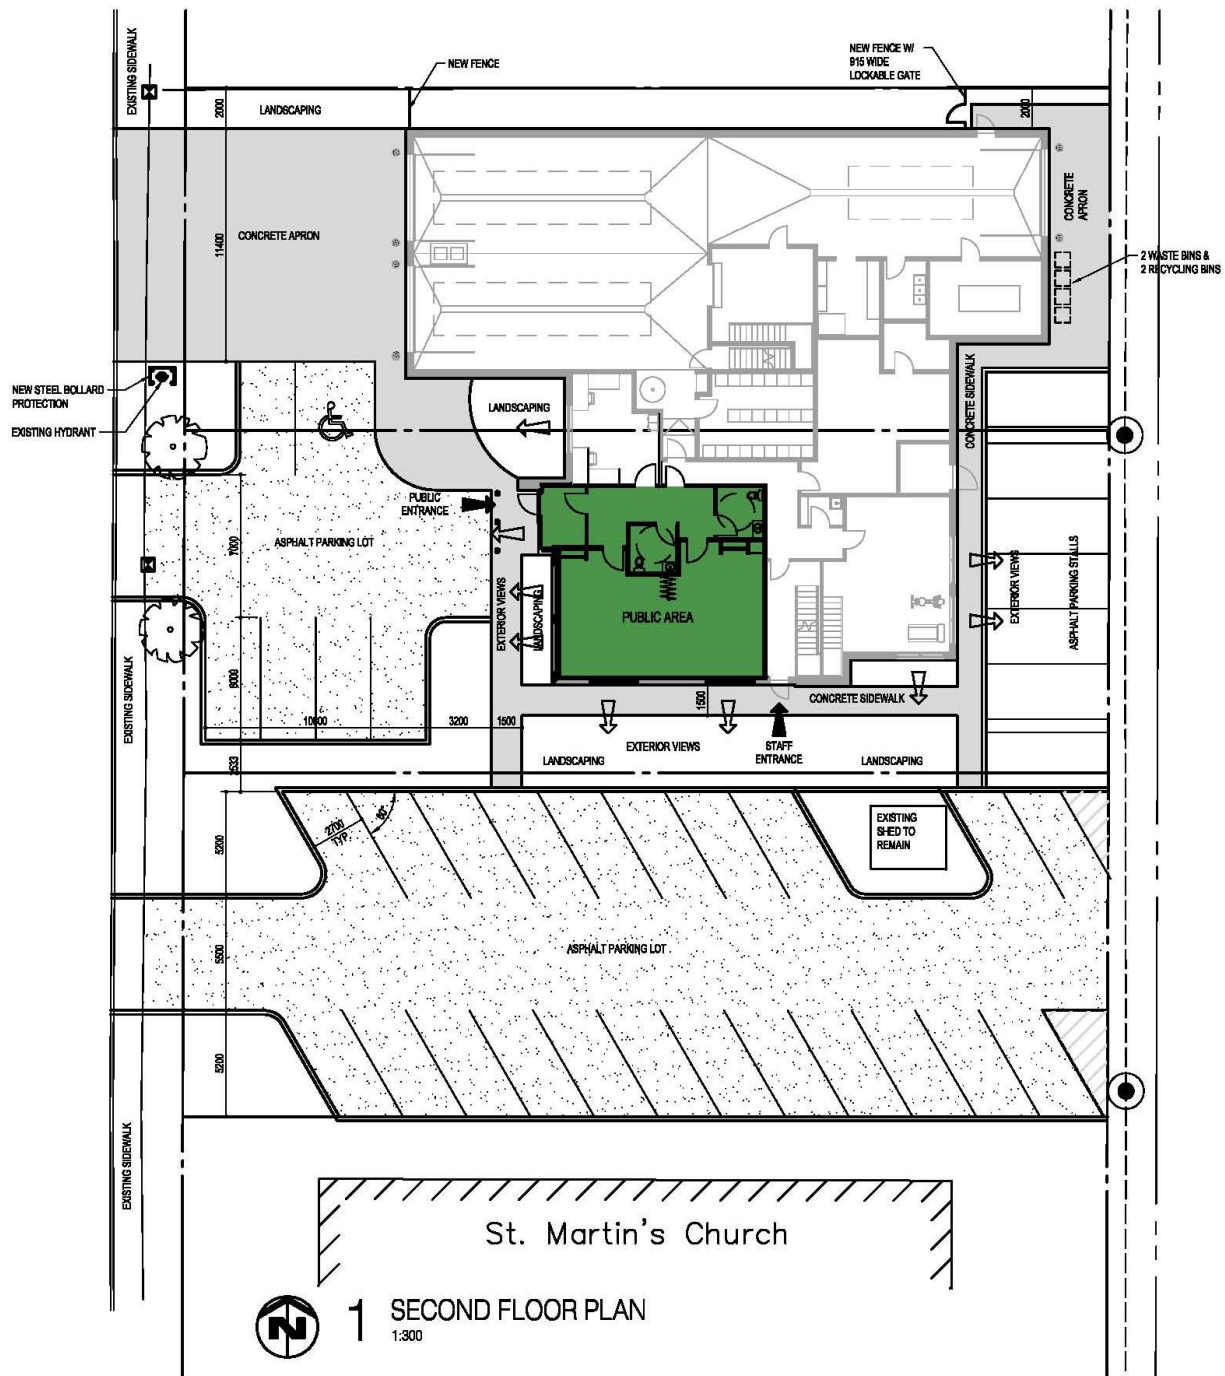 EXISTING SIDEWALK
NEW FENCE
NEW FENCE W/
915 WIDE
LOCKABLE GATE
2000
LANDSCAPING
2000
11400
CONCRETE APRON
CONCRETE
APRON
2 WASTE BINS &
2 RECYCLING BINS
NEW STEEL BOLLARD
PROTECTION
EXISTING HYDRANT
LANDSCAPING
CONCRETE SIDEWALK
PUBLIC
ENTRANCE
7000
ASPHALT PARKING LOT
EXTERIOR VIEWS
LANDSCAPING
PUBLIC AREA
EXTERIOR VIEWS
ASPHALT PARKING STALLS
EXISTING SIDEWALK
6009
3200
1500
1500
CONCRETE SIDEWALK
EXTERIOR VIEWS
STAFF
ENTRANCE
LANDSCAPING
LANDSCAPING
2533
5200
2700
TYP
60°
EXISTING
SHED TO
REMAIN
5500
ASPHALT PARKING LOT
5200
EXISTING SIDEWALK
St. Martin's Church
N
1
SECOND FLOOR PLAN
1:300